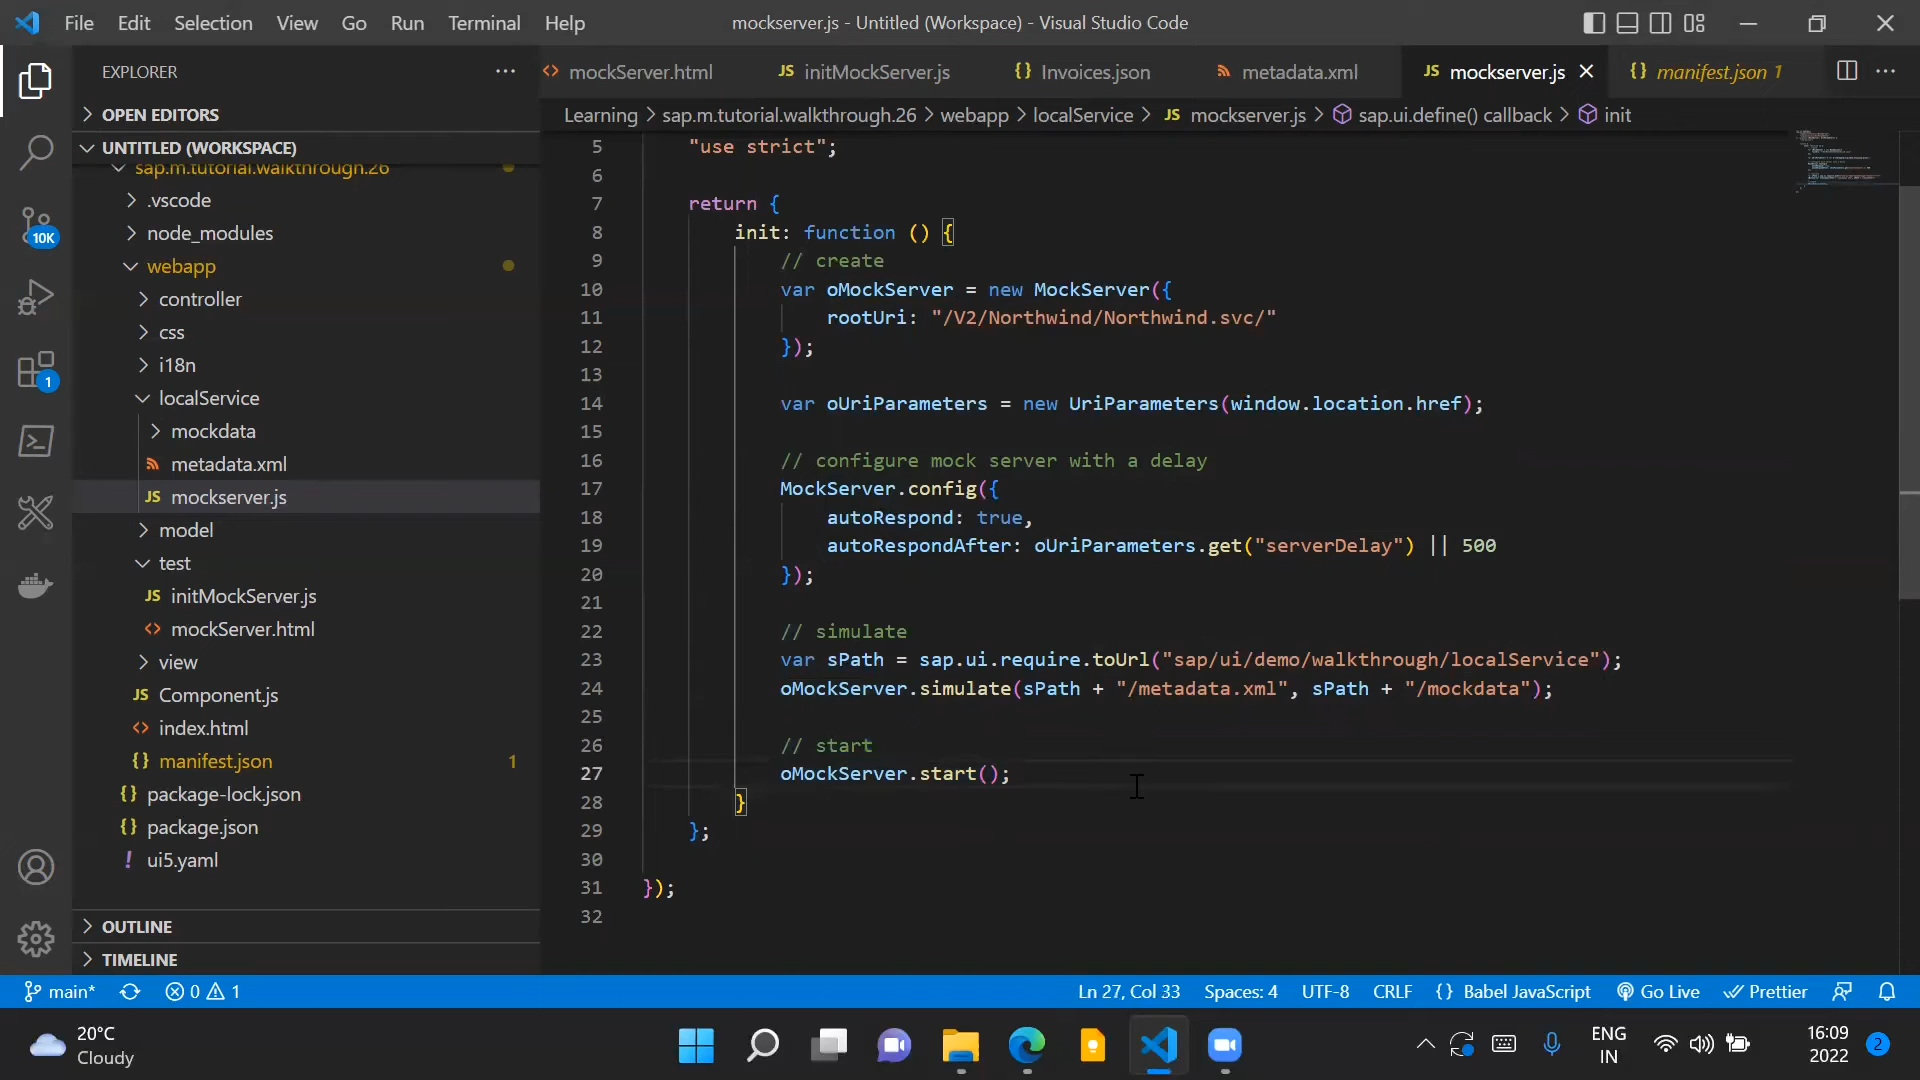 File Edit Selection View Go Run Terminal Help
mockserver.js - Untitled (Workspace) - Visual Studio Code
EXPLORER
mockServer.html
JS initMockServer.js
{} Invoices.json
metadata.xml
JS mockserver.js
{} manifest.json 1
OPEN EDITORS
Learning > sap.m.tutorial.walkthrough.26 > webapp > localService > JS mockserver.js > sap.ui.define() callback > init
UNTITLED (WORKSPACE)
sap.m.tutorial.walkthrough.26
.vscode
node_modules
webapp
controller
css
i18n
localService
mockdata
metadata.xml
JS mockserver.js
model
test
JS initMockServer.js
mockServer.html
view
JS Component.js
index.html
{} manifest.json 1
{} package-lock.json
{} package.json
! ui5.yaml
OUTLINE
TIMELINE
10K
1
5 "use strict";
6
7 return {
8 init: function () {
9 // create
10 var oMockServer = new MockServer({
11 rootUri: "/V2/Northwind/Northwind.svc/"
12 });
13
14 var oUriParameters = new UriParameters(window.location.href);
15
16 // configure mock server with a delay
17 MockServer.config({
18 autoRespond: true,
19 autoRespondAfter: oUriParameters.get("serverDelay") || 500
20 });
21
22 // simulate
23 var sPath = sap.ui.require.toUrl("sap/ui/demo/walkthrough/localService");
24 oMockServer.simulate(sPath + "/metadata.xml", sPath + "/mockdata");
25
26 // start
27 oMockServer.start();
28 }
29 };
30
31 });
32
main* 0 1 Ln 27, Col 33 Spaces: 4 UTF-8 CRLF {} Babel JavaScript Go Live Prettier
20°C
Cloudy
ENG
IN
16:09
2022
2